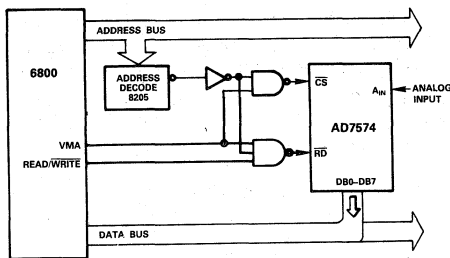 ADDRESS BUS
6800
ADDRESS
DECODE
8205
CS
AIN
ANALOG
INPUT
AD7574
VMA
READ/WRITE
RD
DB0–DB7
DATA BUS